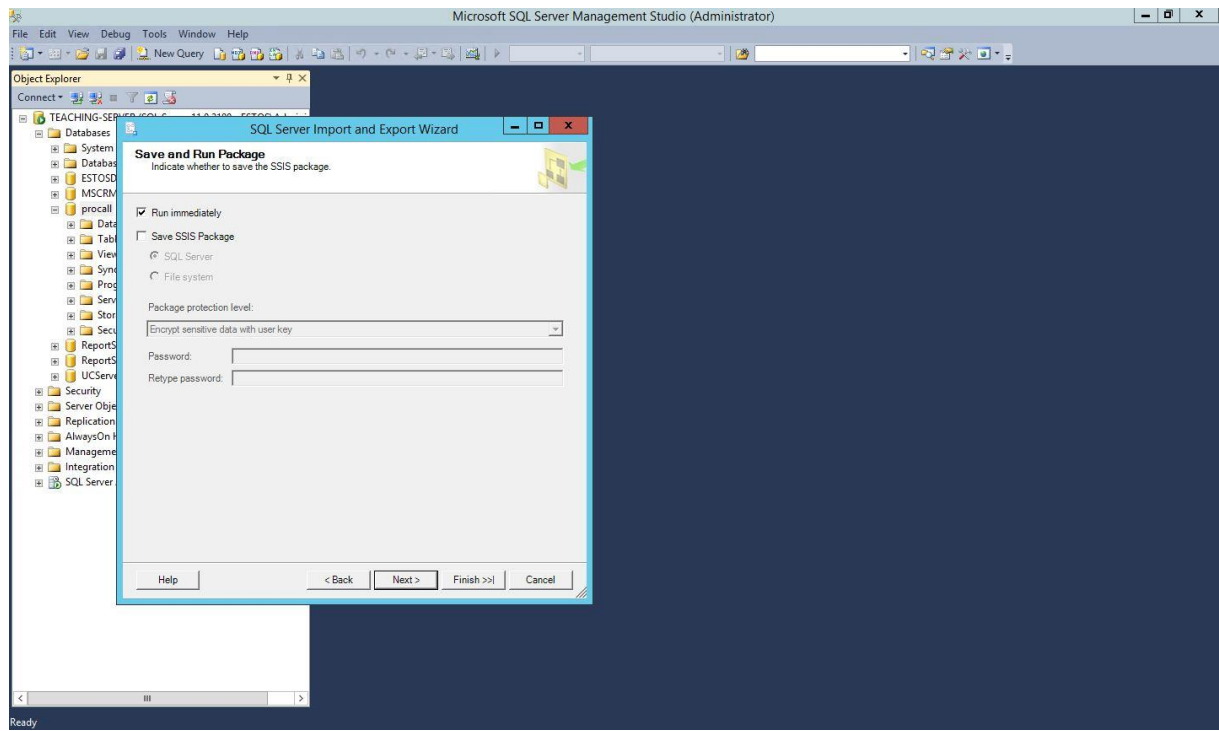 Microsoft SQL Server Management Studio (Administrator)
File Edit View Debug Tools Window Help
New Query
Object Explorer
Connect
TEACHING-SERVER
Databases
System
Databas
ESTOSD
MSCRM
procall
Data
Tabl
View
Syno
Prog
Serv
Stor
Secu
ReportS
ReportS
UCServe
Security
Server Obje
Replication
AlwaysOn H
Manageme
Integration
SQL Server
SQL Server Import and Export Wizard
Save and Run Package
Indicate whether to save the SSIS package.
Run immediately
Save SSIS Package
SQL Server
File system
Package protection level:
Encrypt sensitive data with user key
Password:
Retype password:
Help < Back Next > Finish >>| Cancel
Ready